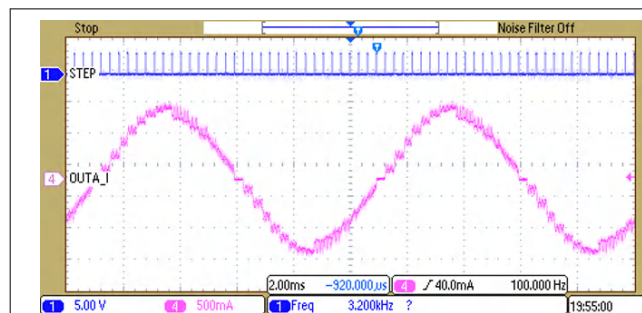 Stop Noise Filter Off
T
T
1 STEP
4 OUTA_I
2.00ms -920.000µs 4 ƒ 40.0mA 100.000 Hz
1 5.00 V 4 500mA 1 Freq 3.200kHz ? 19:55:00